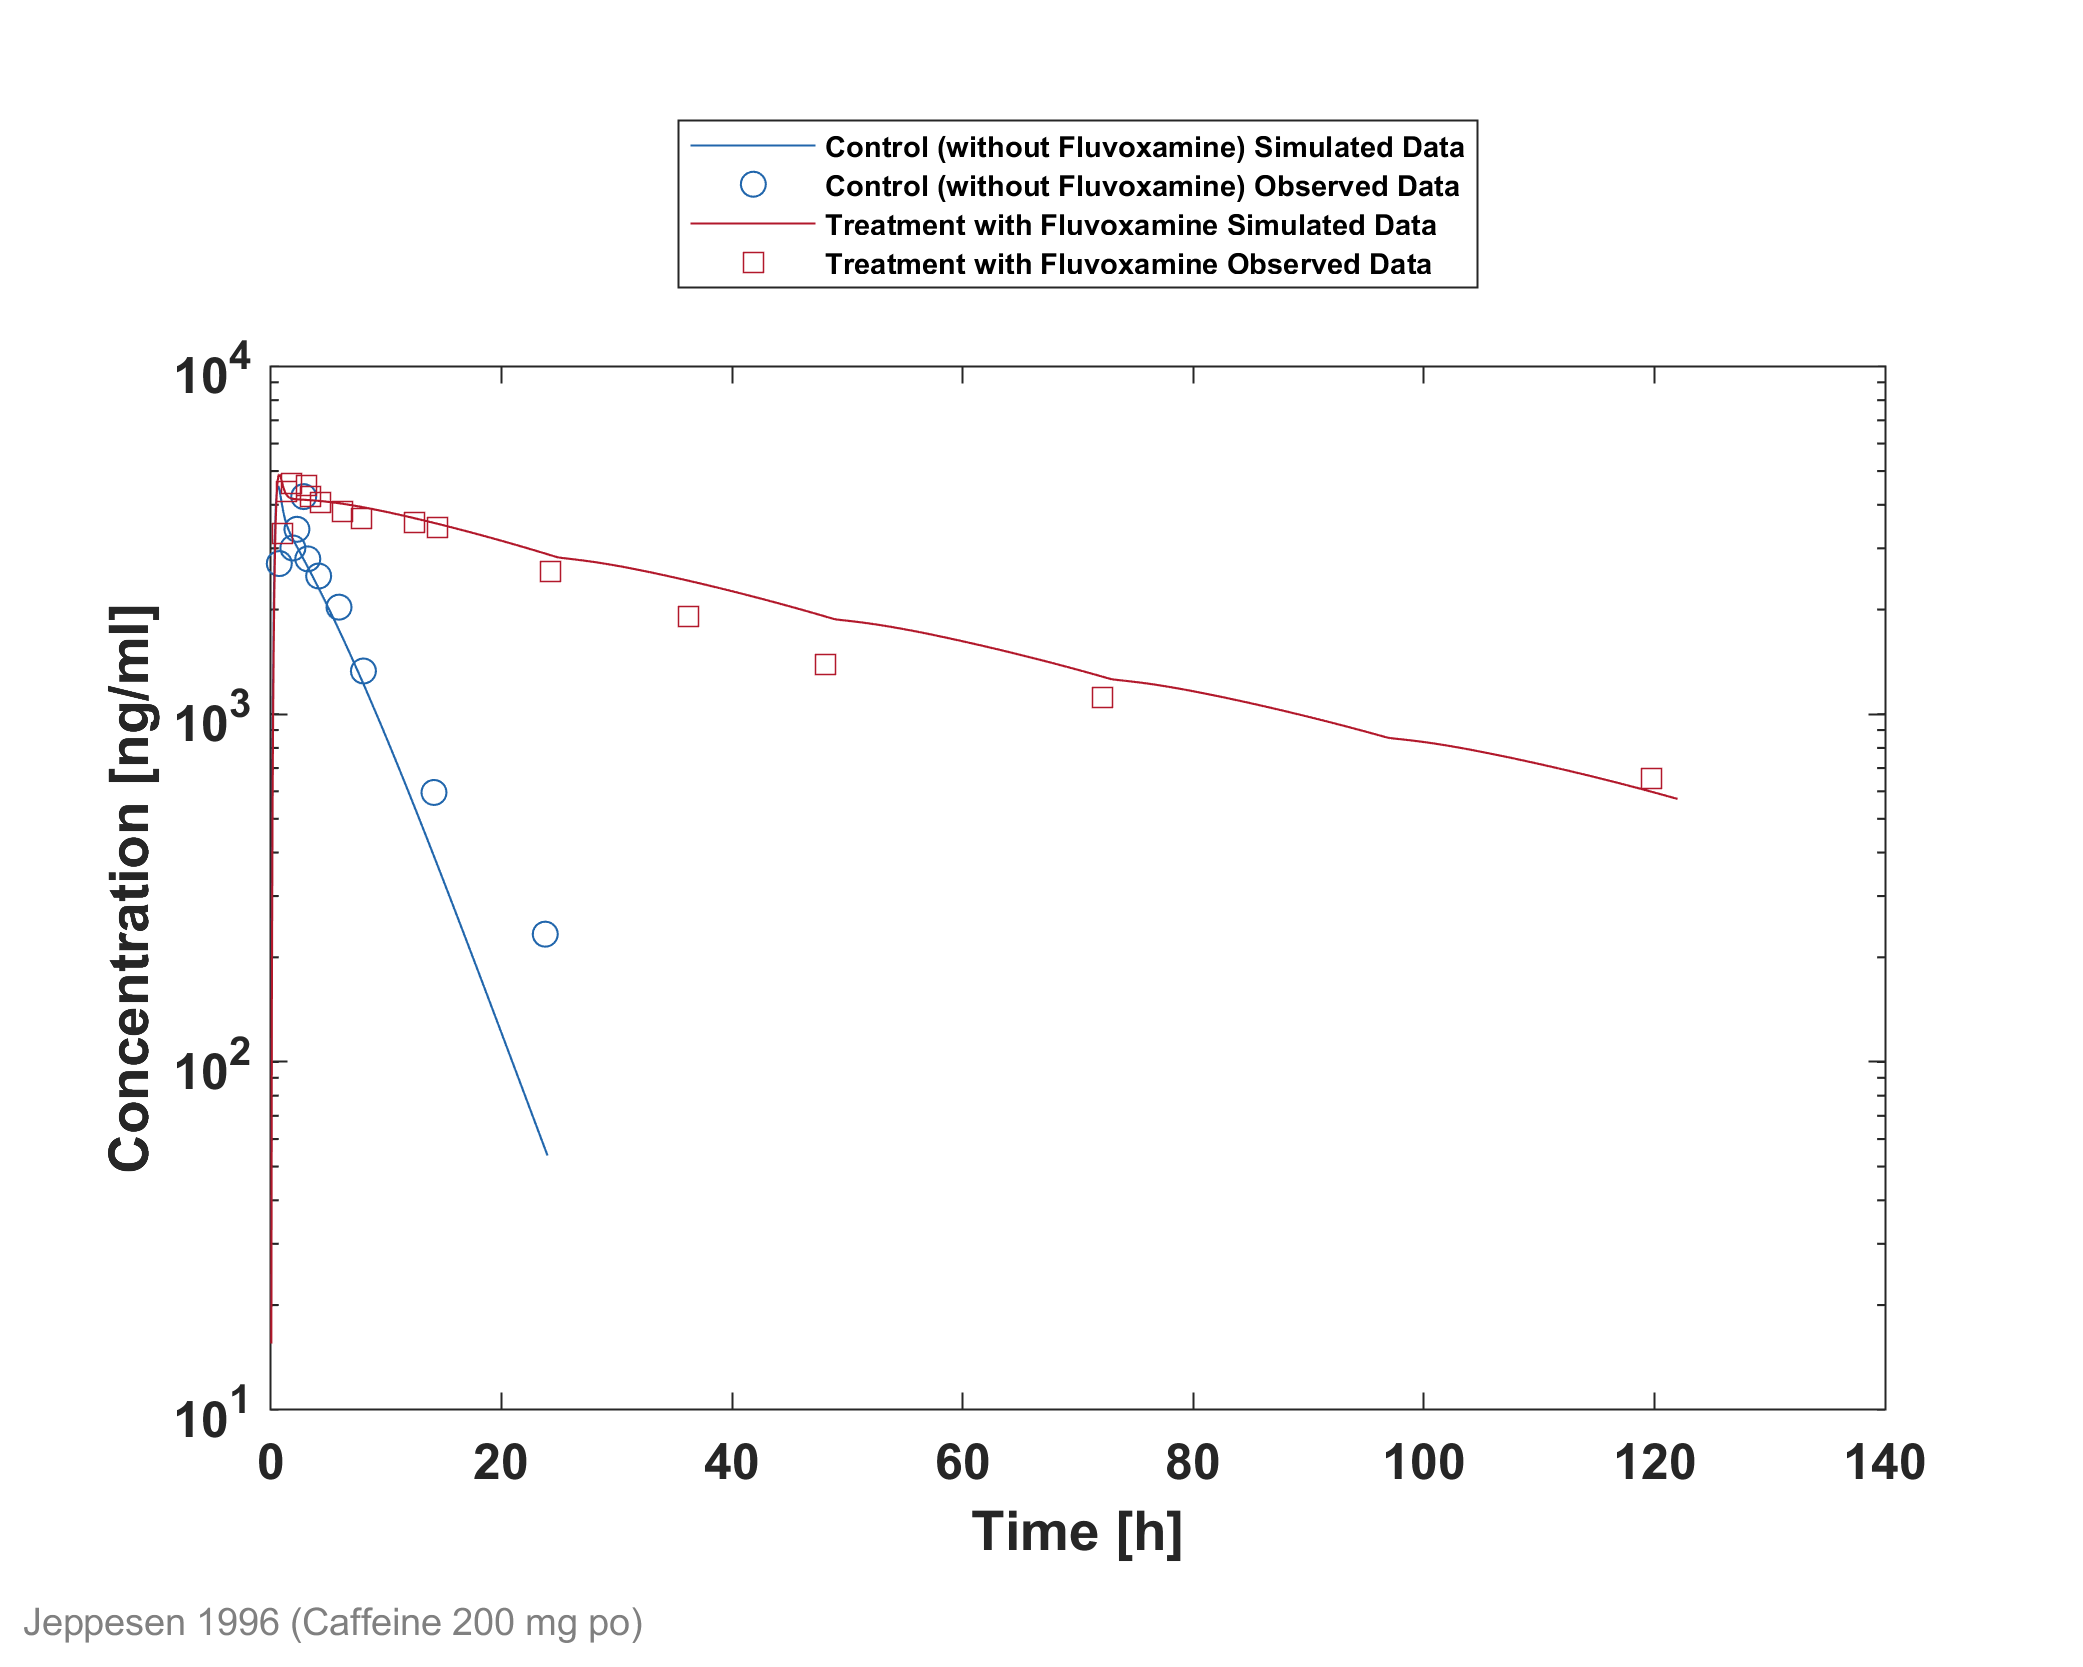 Control (without Fluvoxamine) Simulated Data
Control (without Fluvoxamine) Observed Data
Treatment with Fluvoxamine Simulated Data
Treatment with Fluvoxamine Observed Data
10^4
10^3
10^2
10^1
Concentration [ng/ml]
0 20 40 60 80 100 120 140
Time [h]
Jeppesen 1996 (Caffeine 200 mg po)